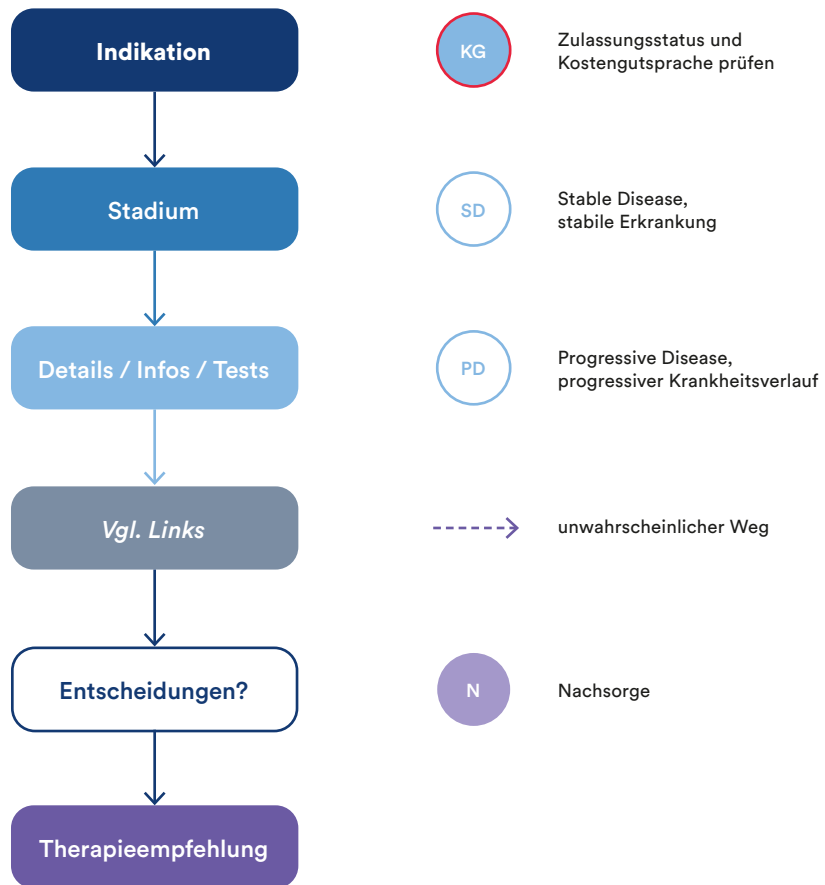 Indikation
KG
Zulassungsstatus und
Kostengutsprache prüfen
Stadium
SD
Stable Disease,
stabile Erkrankung
Details / Infos / Tests
PD
Progressive Disease,
progressiver Krankheitsverlauf
Vgl. Links
unwahrscheinlicher Weg
Entscheidungen?
N
Nachsorge
Therapieempfehlung